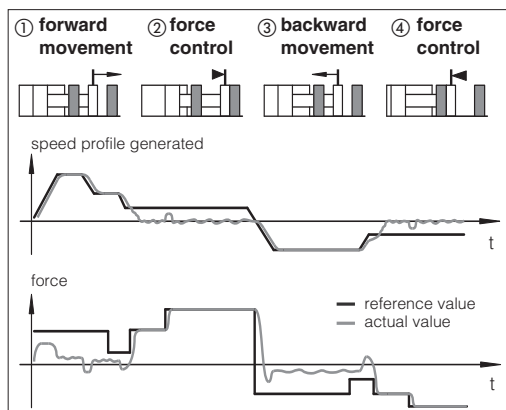 ① forward movement
② force control
③ backward movement
④ force control
speed profile generated
t
force
reference value
actual value
t